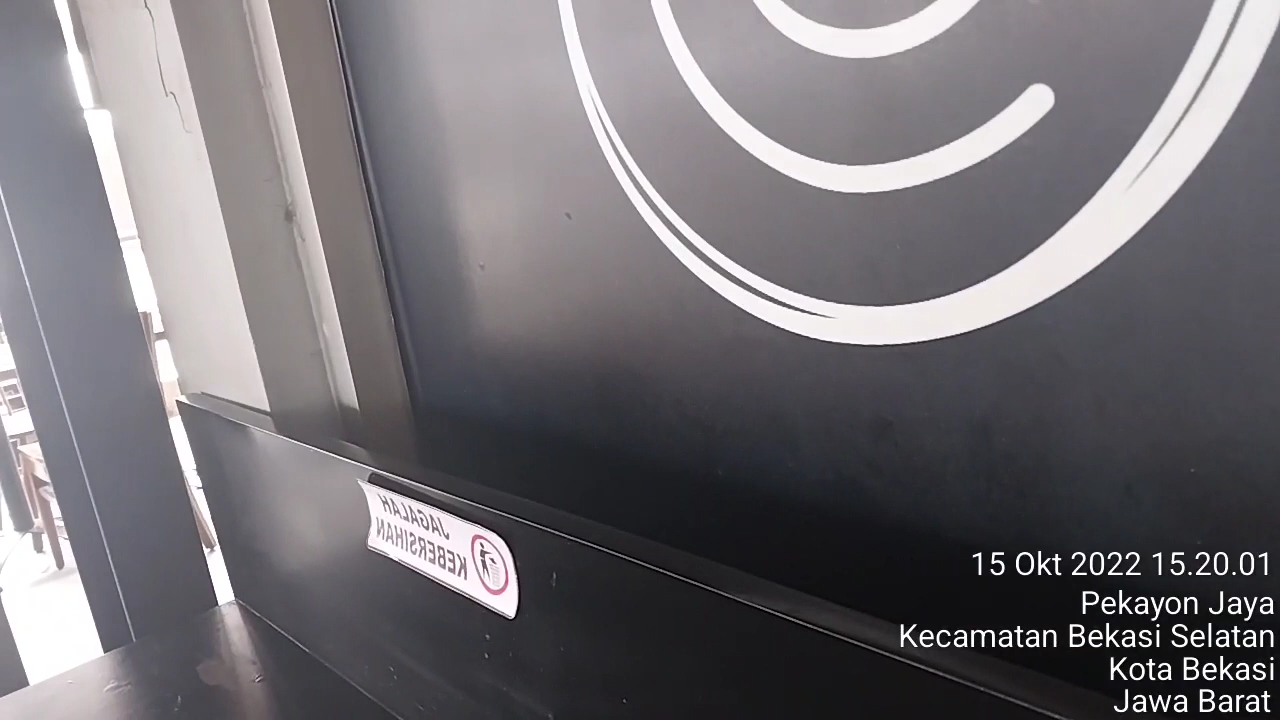 JAGALAH
KEBERSIHAN
15 Okt 2022 15.20.01
Pekayon Jaya
Kecamatan Bekasi Selatan
Kota Bekasi
Jawa Barat